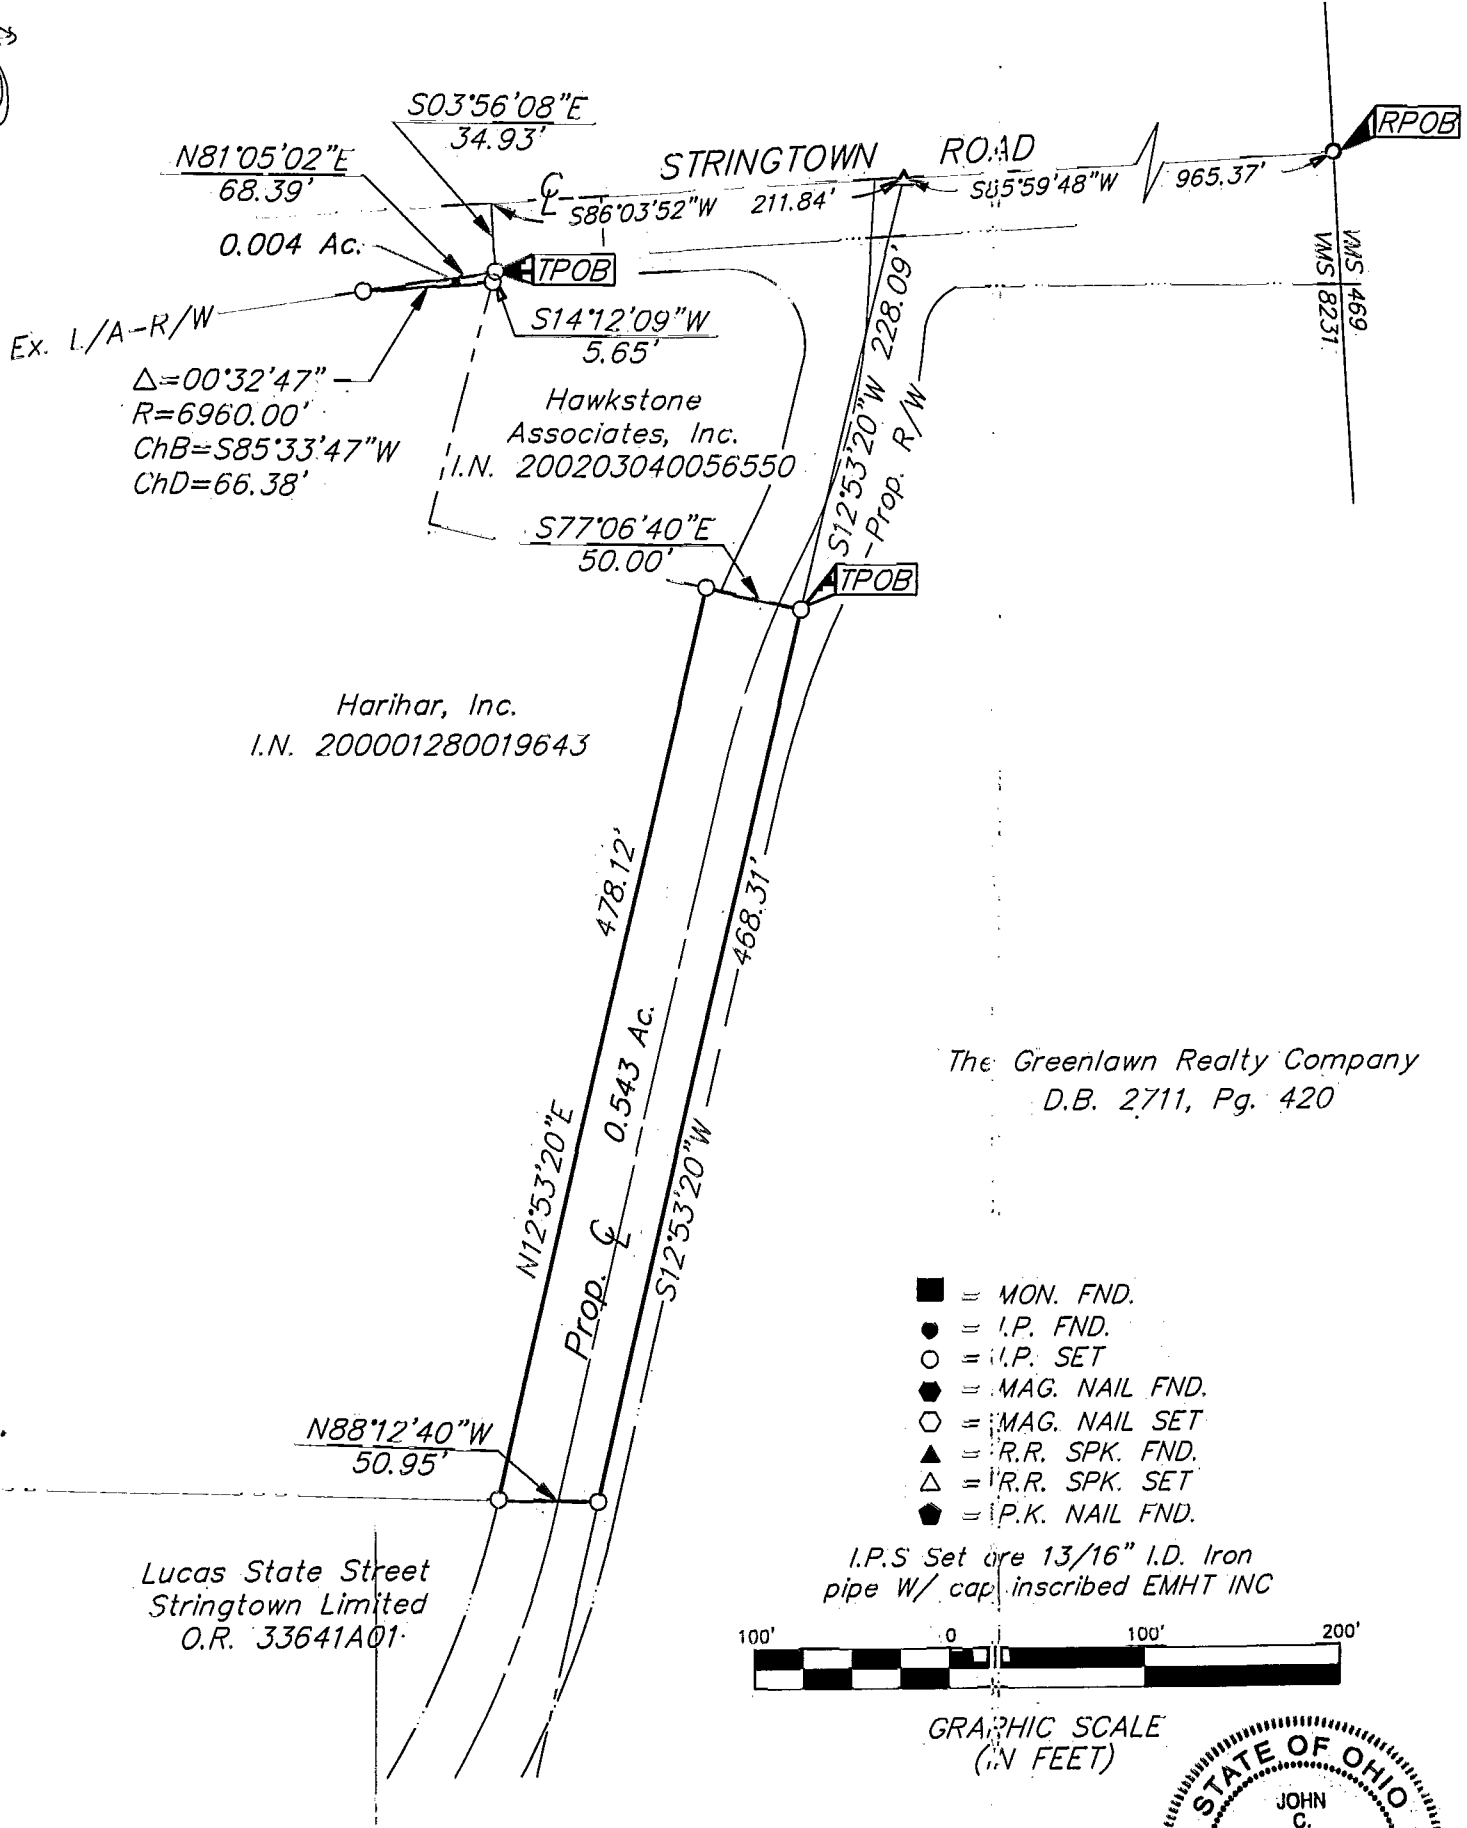 S03°56'08"E
34.93'
N81°05'02"E
68.39'
0.004 Ac.
STRINGTOWN ROAD
S86°03'52"W 211.84'
S85°59'48"W 965.37'
RPOB
VMS 1469
VMS 8231
TPOB
Ex. L/A-R/W
S14°12'09"W
5.65'
Δ=00°32'47"
R=6960.00'
ChB=S85°33'47"W
ChD=66.38'
Hawkstone
Associates, Inc.
I.N. 200203040056550
S12°53'20"W 228.09'
Prop. R/W
S77°06'40"E
50.00'
TPOB
Harihar, Inc.
I.N. 200001280019643
478.12'
N12°53'20"E
468.31'
S12°53'20"W
0.543 Ac.
Prop. ℄
℄
The Greenlawn Realty Company
D.B. 2711, Pg. 420
N88°12'40"W
50.95'
Lucas State Street
Stringtown Limited
O.R. 33641A01
= MON. FND.
= I.P. FND.
= I.P. SET
= MAG. NAIL FND.
= MAG. NAIL SET
= R.R. SPK. FND.
= R.R. SPK. SET
= P.K. NAIL FND.
I.P.S Set are 13/16" I.D. Iron
pipe W/ cap inscribed EMHT INC
100' 0 100' 200'
GRAPHIC SCALE
(IN FEET)
STATE OF OHIO
JOHN
C.